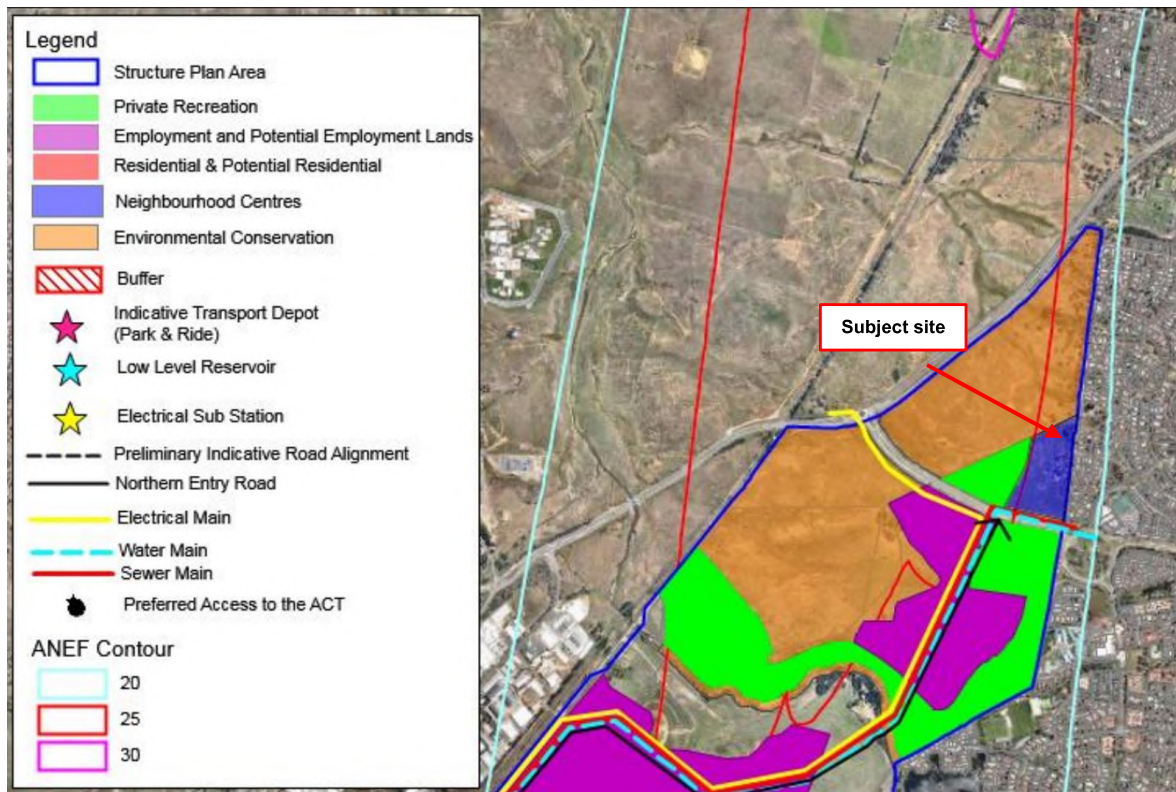 Legend
Structure Plan Area
Private Recreation
Employment and Potential Employment Lands
Residential & Potential Residential
Neighbourhood Centres
Environmental Conservation
Buffer
Indicative Transport Depot
(Park & Ride)
Low Level Reservoir
Electrical Sub Station
Preliminary Indicative Road Alignment
Northern Entry Road
Electrical Main
Water Main
Sewer Main
Preferred Access to the ACT
ANEF Contour
20
25
30
Subject site